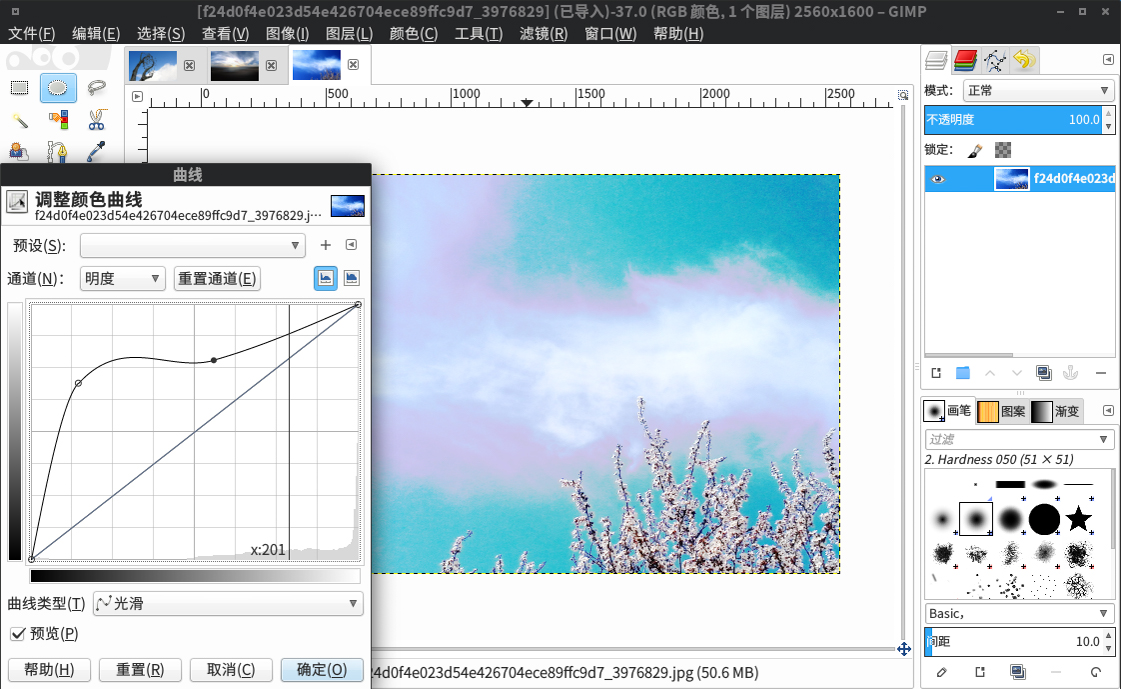 [f24d0f4e023d54e426704ece89ffc9d7_3976829] (已导入)-37.0 (RGB 颜色, 1 个图层) 2560x1600 – GIMP
文件(F) 编辑(E) 选择(S) 查看(V) 图像(I) 图层(L) 颜色(C) 工具(T) 滤镜(R) 窗口(W) 帮助(H)
0 500 1000 1500 2000 2500
曲线
调整颜色曲线
f24d0f4e023d54e426704ece89ffc9d7_3976829.j···
预设(S):
通道(N): 明度 重置通道(E)
x:201
曲线类型(T) 光滑
预览(P)
帮助(H) 重置(R) 取消(C) 确定(O)
4d0f4e023d54e426704ece89ffc9d7_3976829.jpg (50.6 MB)
模式: 正常
不透明度 100.0
锁定:
f24d0f4e023d
画笔 图案 渐变
过滤
2. Hardness 050 (51 × 51)
Basic,
间距 10.0